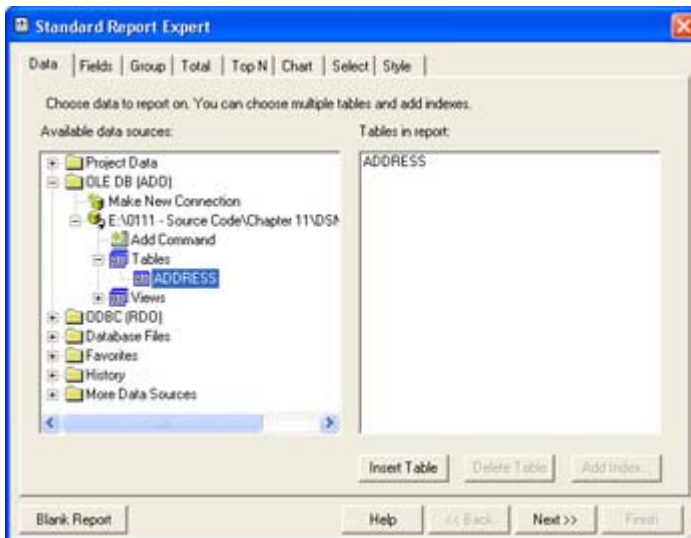 Standard Report Expert
Data Fields Group Total Top N Chart Select Style
Choose data to report on. You can choose multiple tables and add indexes.
Available data sources:
Tables in report:
Project Data
OLE DB (ADO)
Make New Connection
E:\0111 - Source Code\Chapter 11\DSN
Add Command
Tables
ADDRESS
Views
ODBC (RDO)
Database Files
Favorites
History
More Data Sources
ADDRESS
Insert Table Delete Table Add Index...
Blank Report Help << Back Next >> Finish